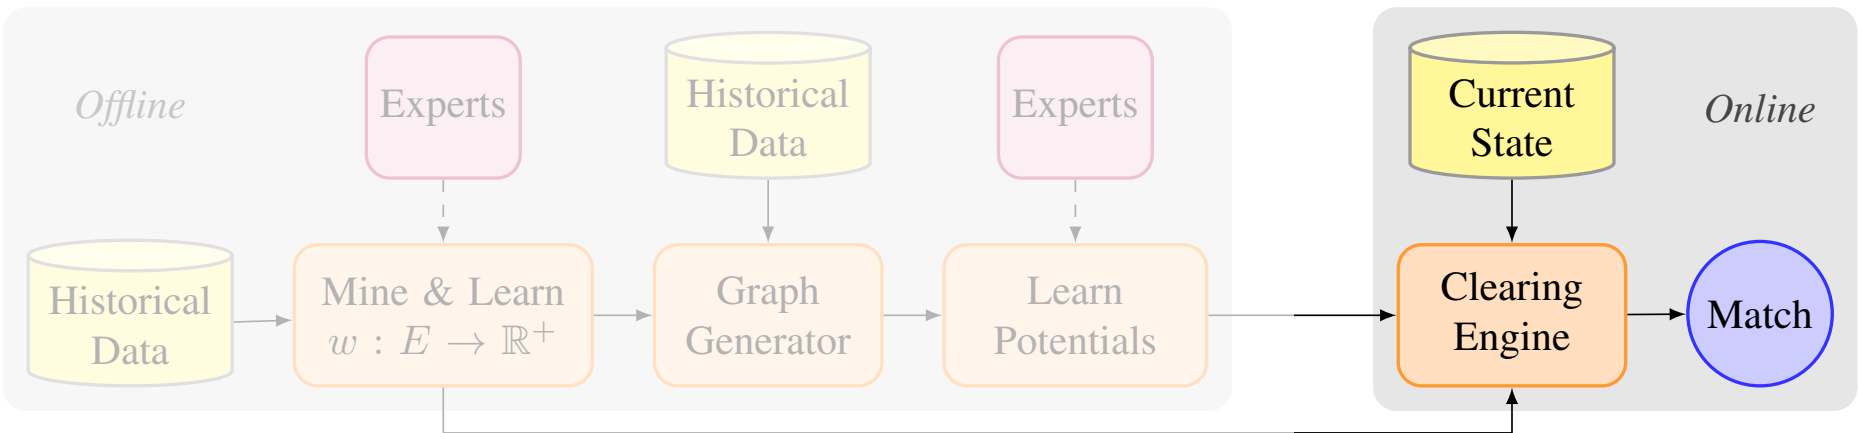 Offline
Experts
Historical
Data
Experts
Current
State
Online
Historical
Data
Mine & Learn
w : E → ℝ⁺
Graph
Generator
Learn
Potentials
Clearing
Engine
Match